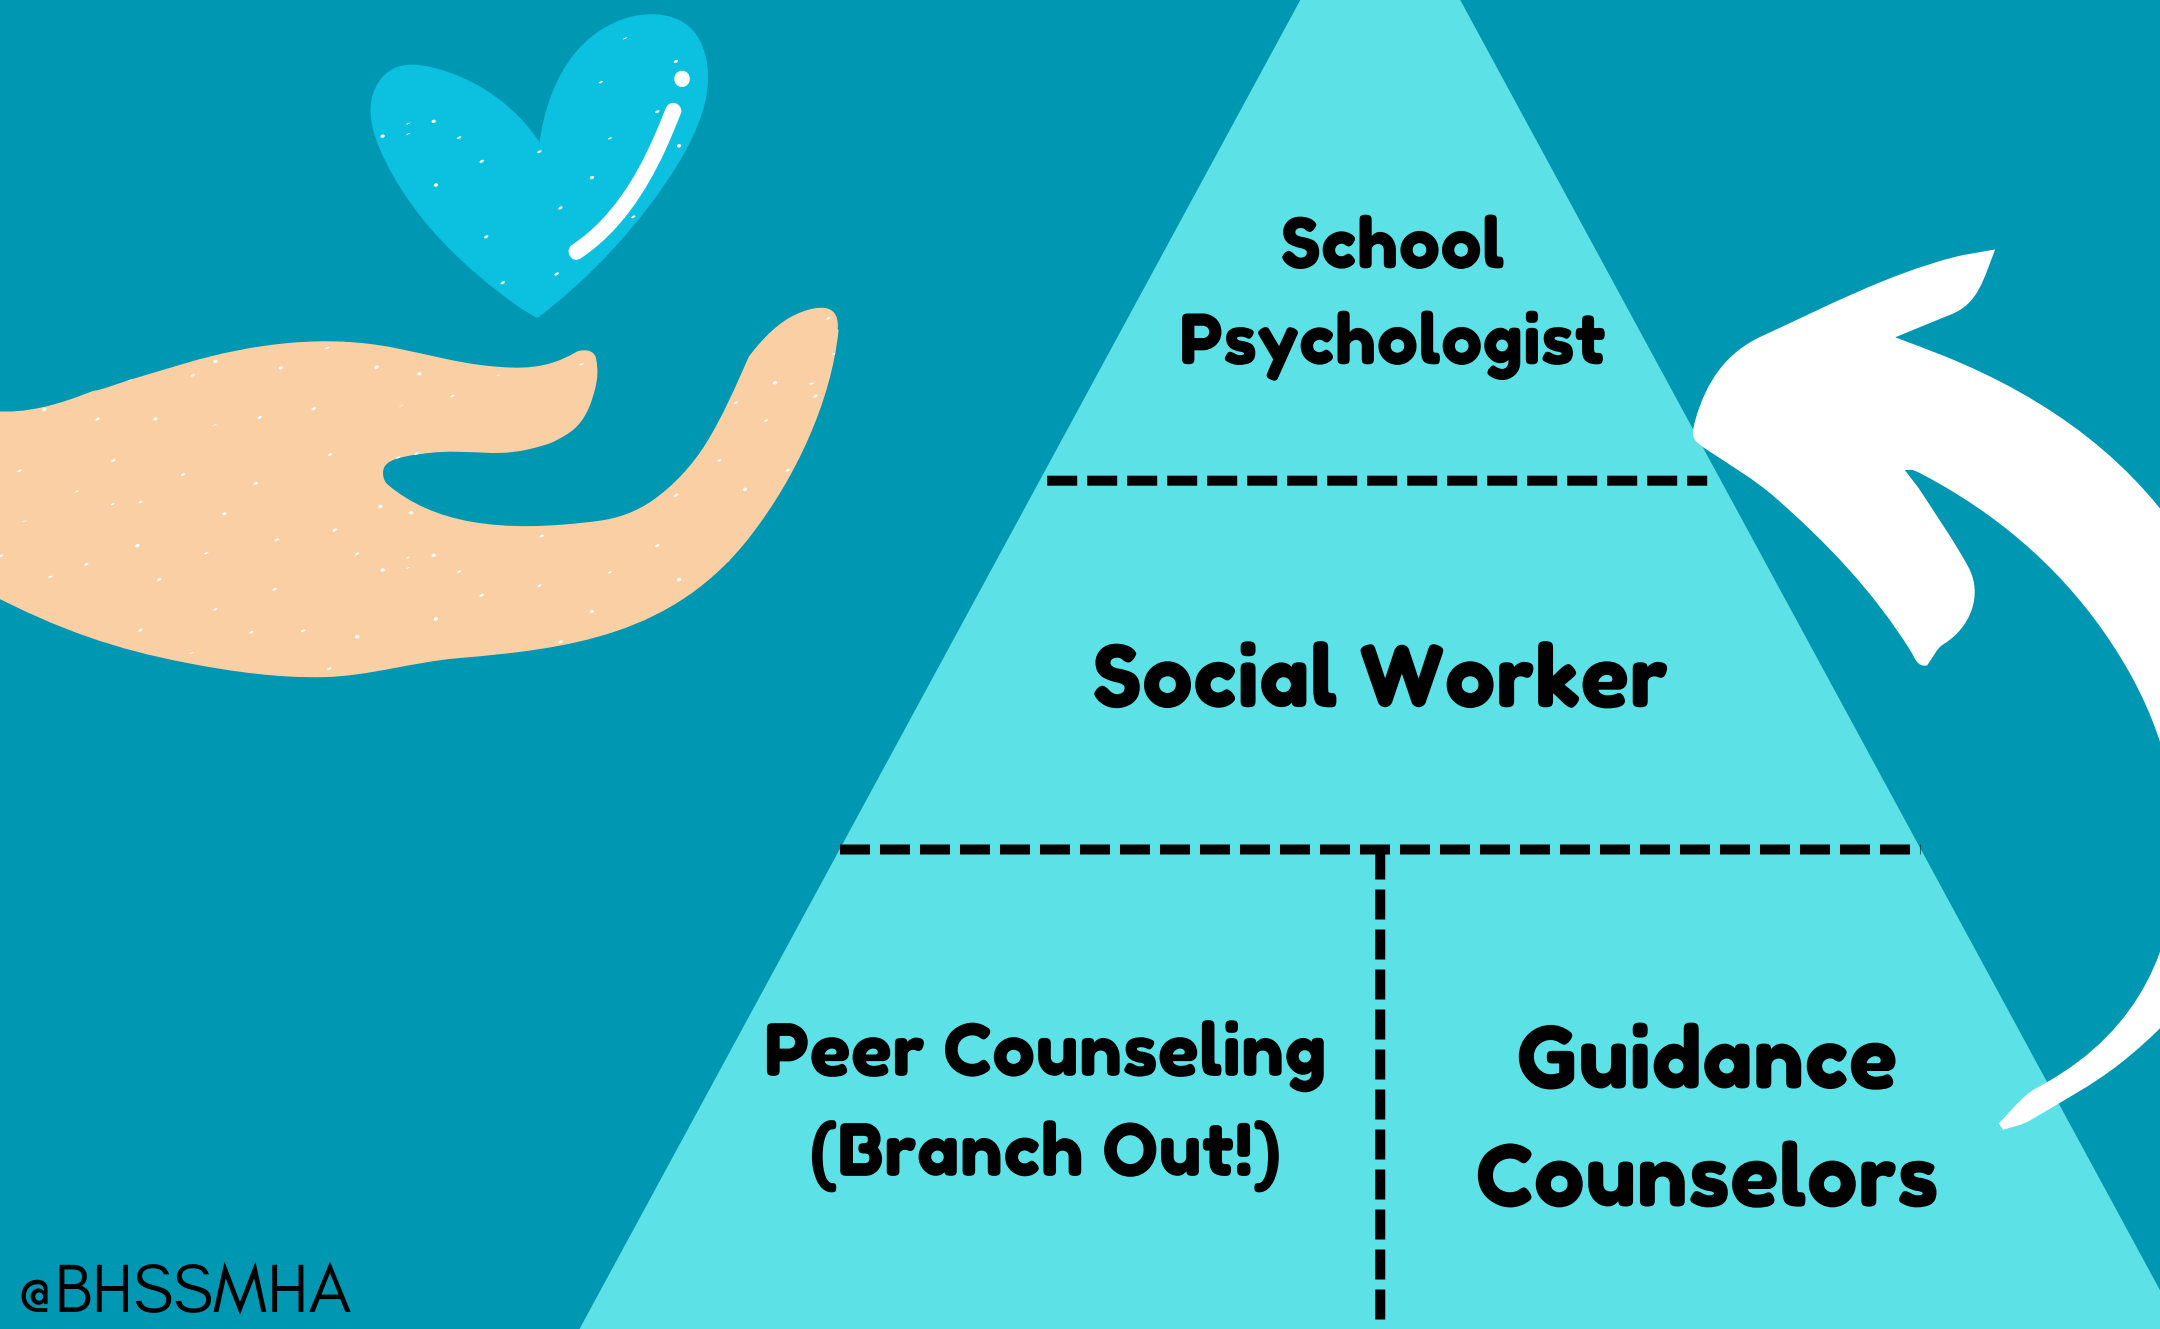 School
Psychologist
Social Worker
Peer Counseling
(Branch Out!)
Guidance
Counselors
@BHSSMHA